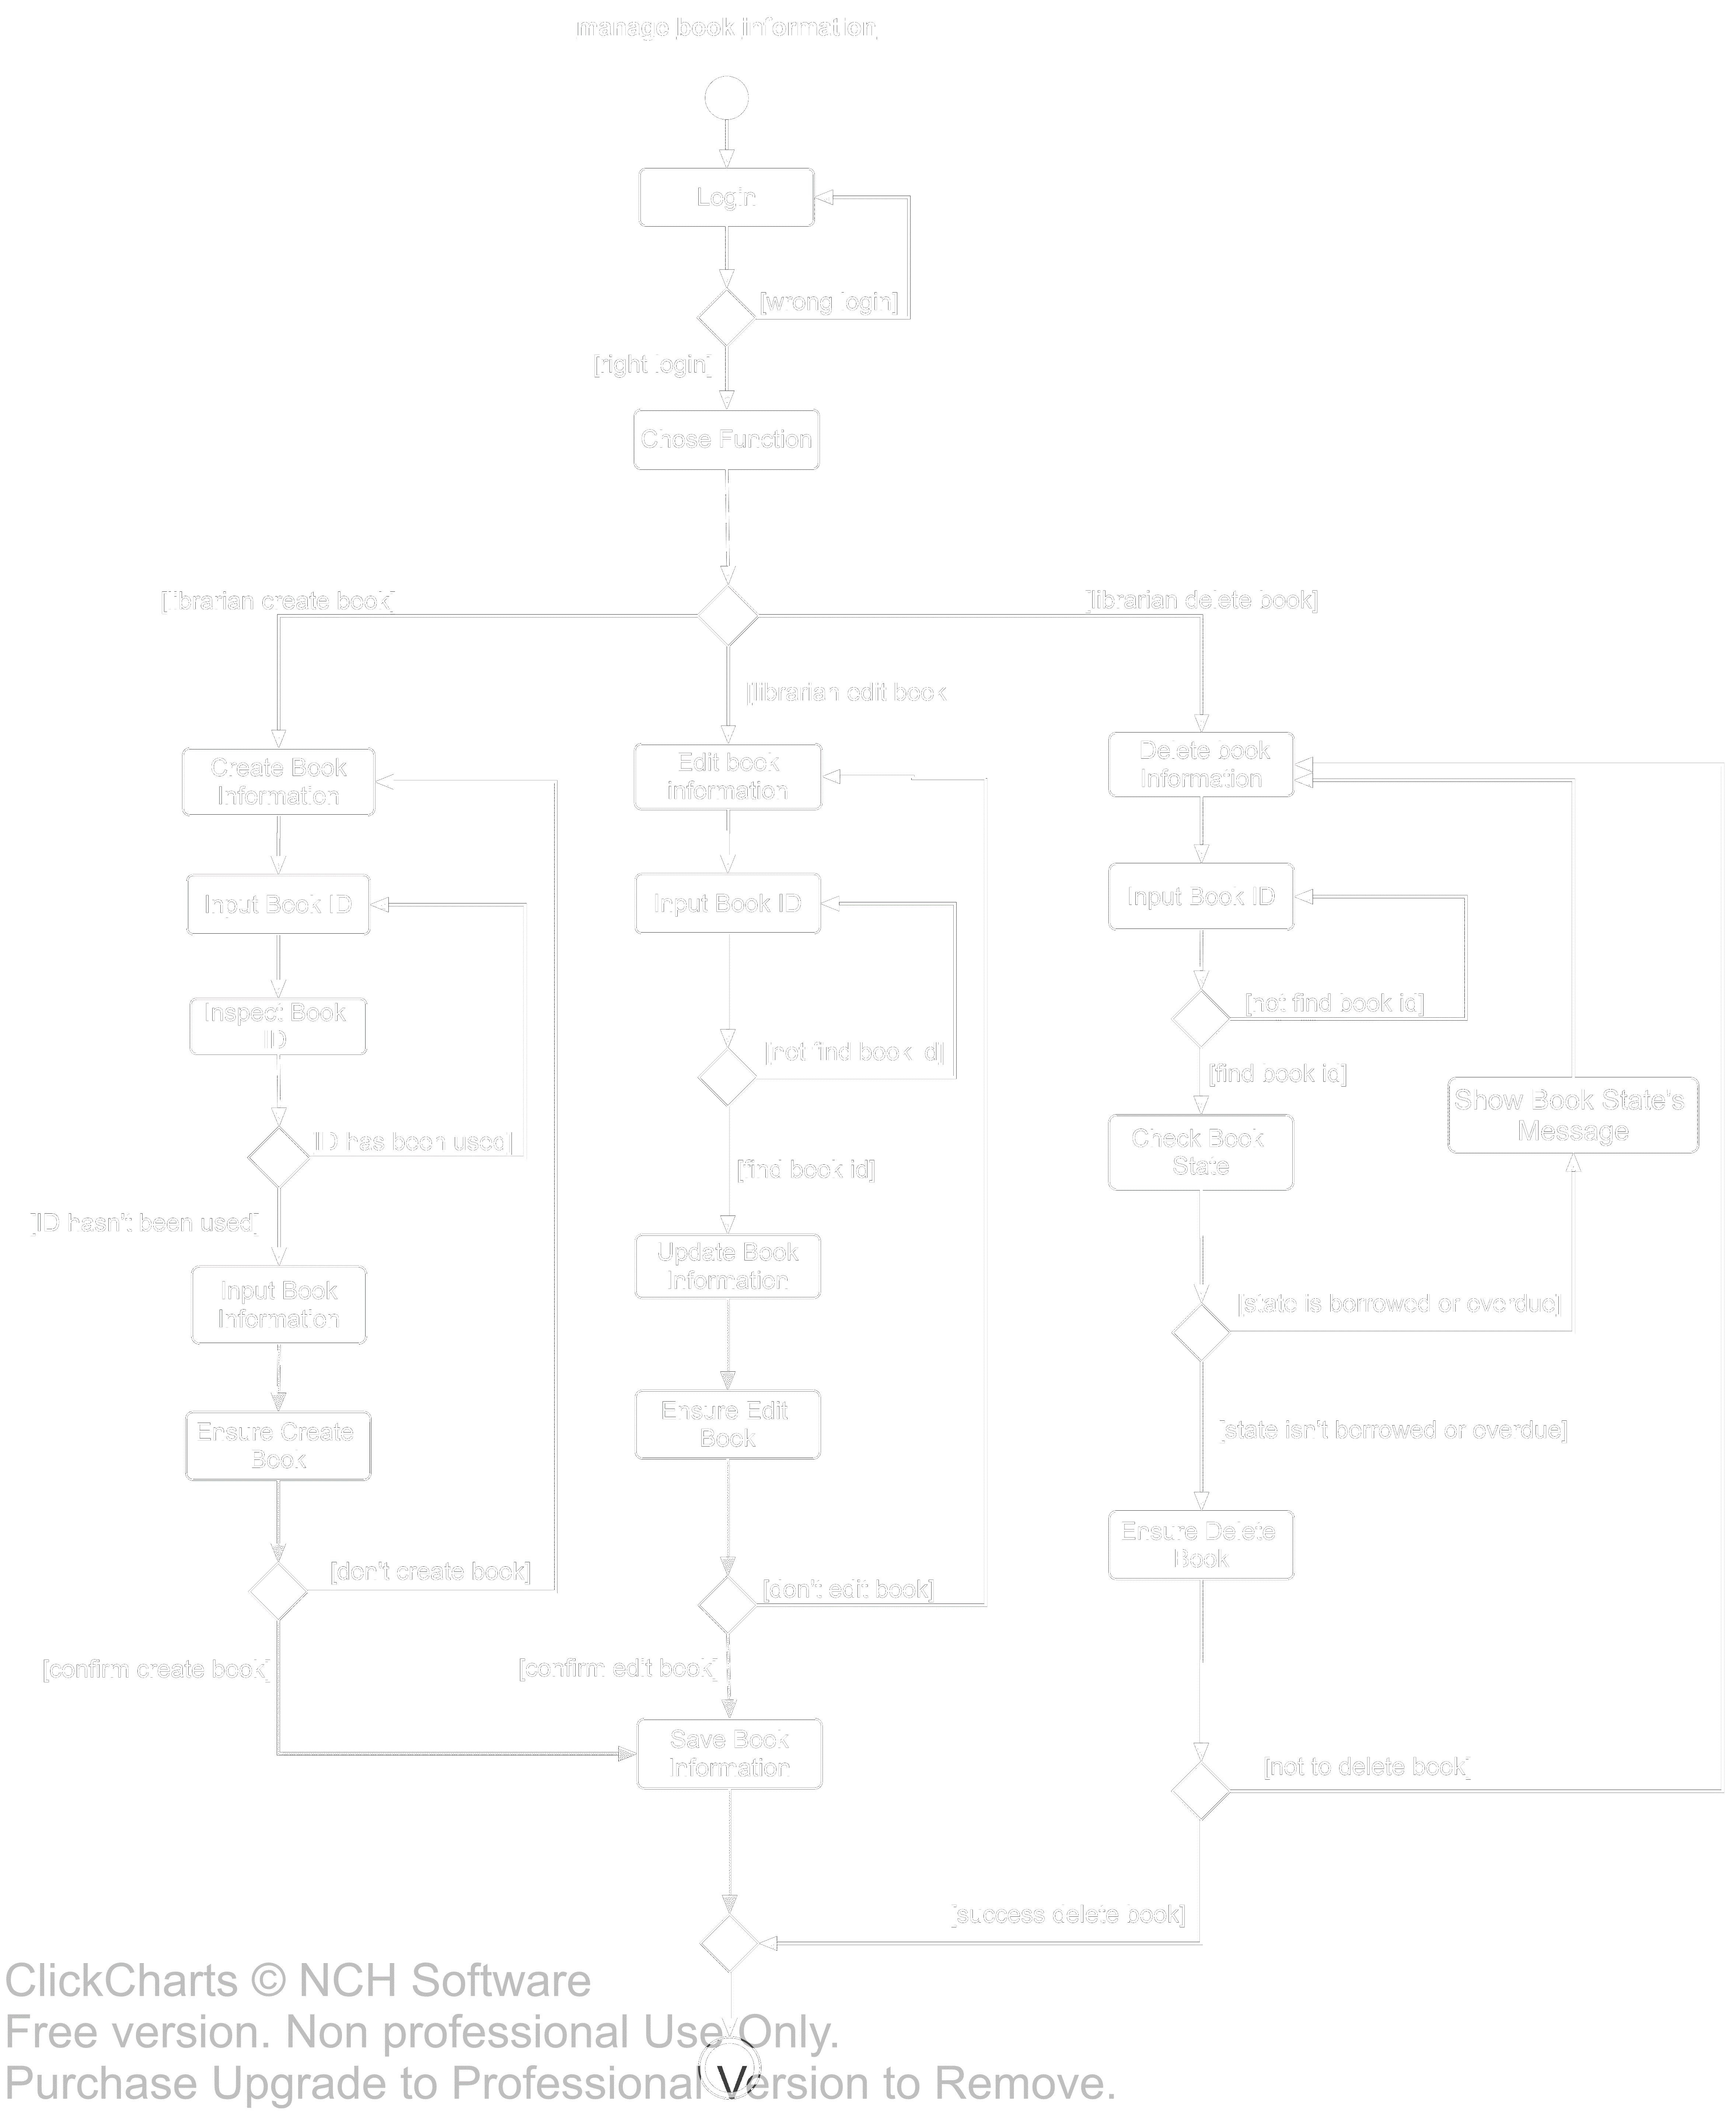 manage book information
Login
[wrong login]
[right login]
Chose Function
[librarian create book]
[librarian delete book]
[librarian edit book
Create Book
Information
Edit book
information
Delete book
Information
Input Book ID
Input Book ID
Input Book ID
Inspect Book
ID
[not find book id]
[not find book id]
[find book id]
Show Book State's
Message
ID has been used]
Check Book
State
[find book id]
[ID hasn't been used]
Update Book
Information
Input Book
Information
[state is borrowed or overdue]
Ensure Edit
Book
Ensure Create
Book
[state isn't borrowed or overdue]
Ensure Delete
Book
[don't create book]
[don't edit book]
[confirm create book]
[confirm edit book]
Save Book
Information
[not to delete book]
[success delete book]
ClickCharts © NCH Software
Free version. Non professional Use Only.
Purchase Upgrade to Professional Version to Remove.